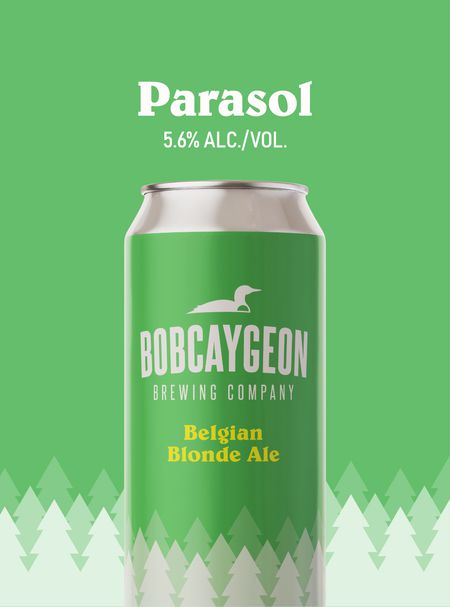 Parasol
5.6% ALC./VOL.
BOBCAYGEON
BREWING COMPANY
Belgian
Blonde Ale